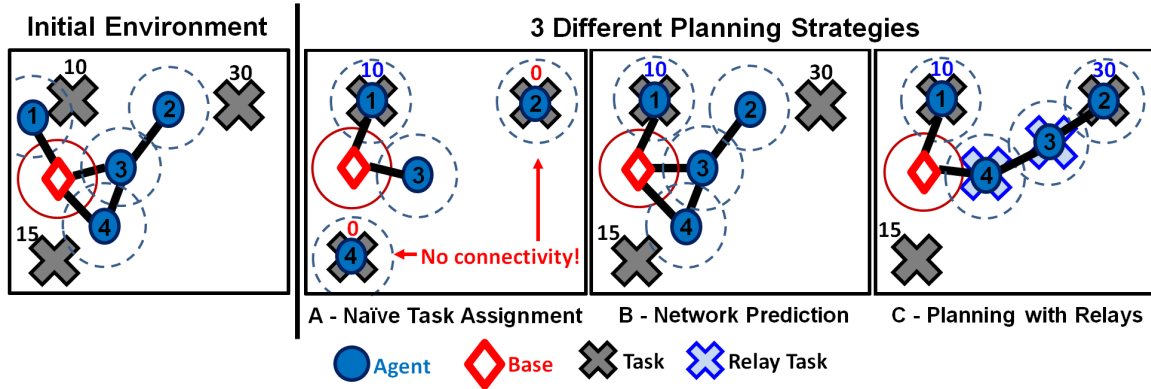 Initial Environment
3 Different Planning Strategies
10
30
1
2
3
4
15
10
0
1
2
3
0
4
No connectivity!
10
30
1
2
3
4
15
10
30
1
2
3
4
15
A - Naïve Task Assignment
B - Network Prediction
C - Planning with Relays
Agent
Base
Task
Relay Task